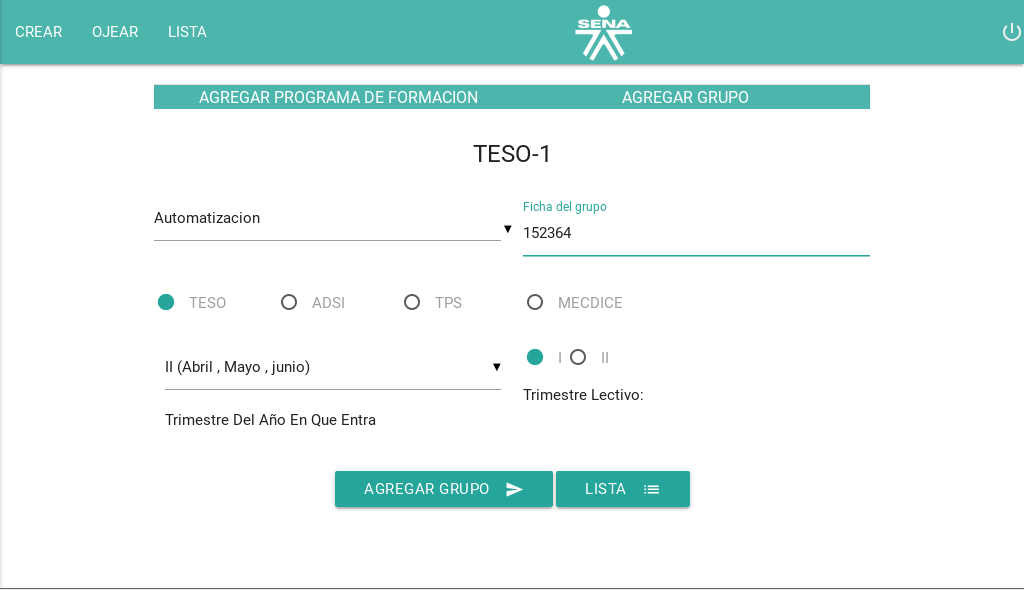 CREAR OJEAR LISTA SENA
AGREGAR PROGRAMA DE FORMACION AGREGAR GRUPO
TESO-1
Ficha del grupo
Automatizacion
152364
TESO ADSI TPS MECDICE
I II
II (Abril , Mayo , junio)
Trimestre Lectivo:
Trimestre Del Año En Que Entra
AGREGAR GRUPO LISTA